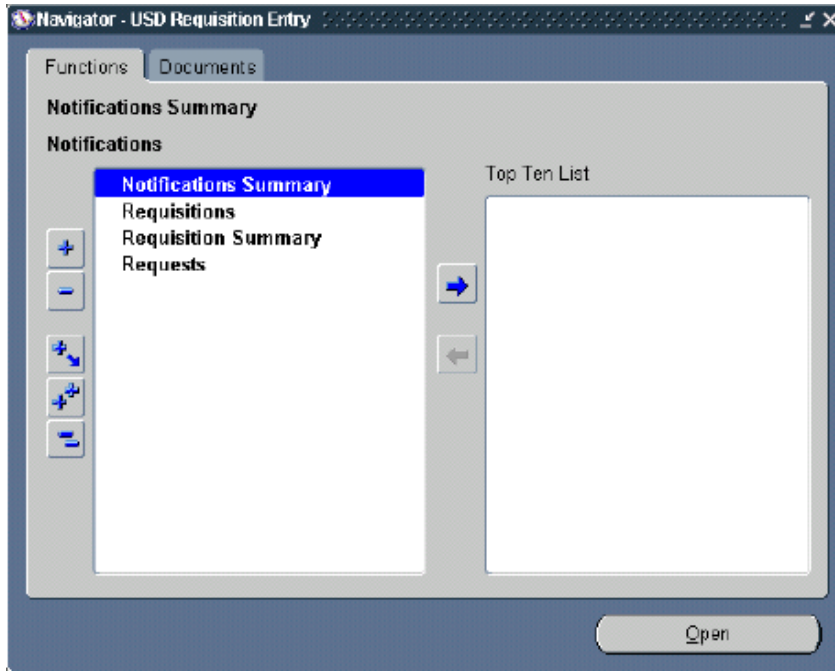 Navigator - USD Requisition Entry
Functions
Documents
Notifications Summary
Notifications
Notifications Summary
Requisitions
Requisition Summary
Requests
Top Ten List
Open